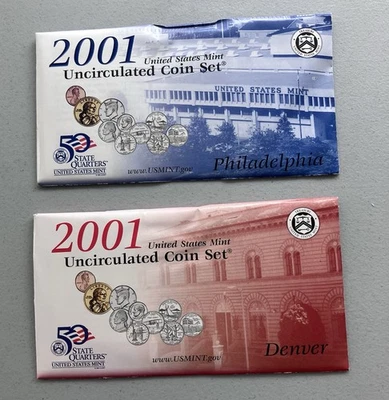 2001 United States Mint
Uncirculated Coin Set®
UNITED STATES MINT
50
STATE
QUARTERS®
UNITED STATES MINT
www.USMINT.gov
Philadelphia
2001 United States Mint
Uncirculated Coin Set®
50
STATE
QUARTERS®
UNITED STATES MINT
www.USMINT.gov
Denver